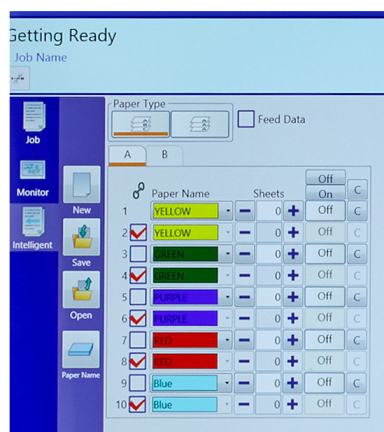 Getting Ready
Job Name
Paper Type
Feed Data
Job
A B
Off
Monitor
On C
New
Paper Name Sheets
1 YELLOW 0 Off C
2 YELLOW 0 Off C
Intelligent
Save
3 GREEN 0 Off C
4 GREEN 0 Off C
5 PURPLE 0 Off C
Open
6 PURPLE 0 Off C
7 RED 0 Off C
8 RED 0 Off C
Paper Name
9 Blue 0 Off C
10 Blue 0 Off C